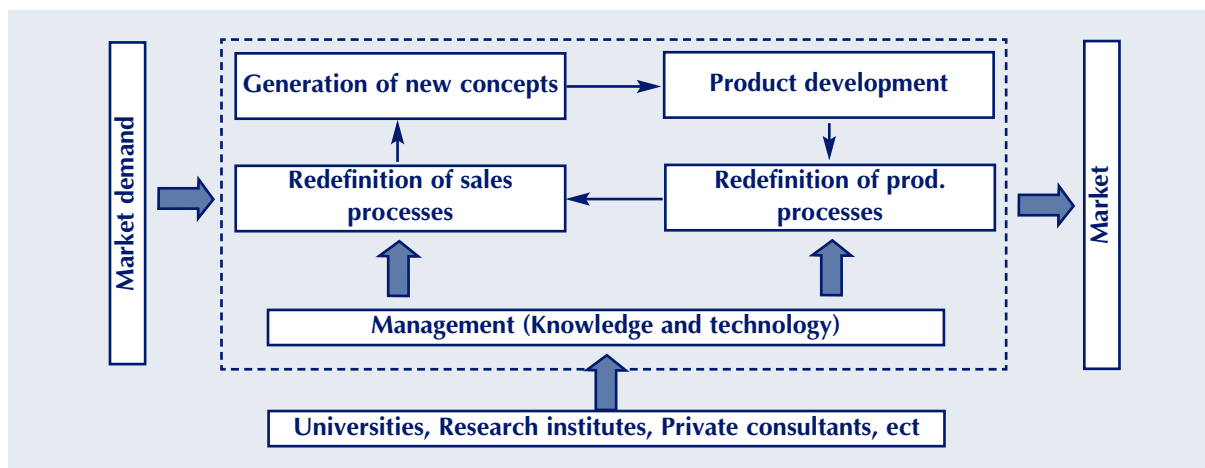 Market demand
Generation of new concepts
Product development
Redefinition of sales
processes
Redefinition of prod.
processes
Management (Knowledge and technology)
Universities, Research institutes, Private consultants, ect
Market